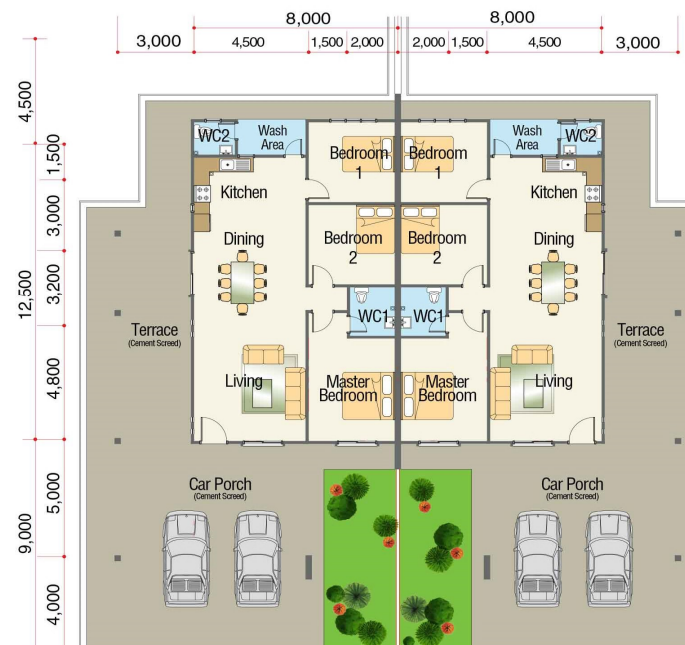 8,000
8,000
3,000
4,500
1,500
2,000
2,000
1,500
4,500
3,000
4,500
1,500
3,000
3,200
12,500
4,800
5,000
9,000
4,000
WC2
Wash
Area
Bedroom
1
Bedroom
1
Wash
Area
WC2
Kitchen
Kitchen
Dining
Bedroom
2
Bedroom
2
Dining
WC1
WC1
Terrace
(Cement Screed)
Terrace
(Cement Screed)
Living
Master
Bedroom
Master
Bedroom
Living
Car Porch
(Cement Screed)
Car Porch
(Cement Screed)